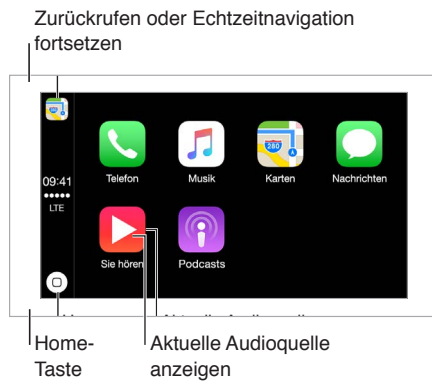 Zurückrufen oder Echtzeitnavigation
fortsetzen
280
09:41
LTE
Telefon
Musik
Karten
Nachrichten
Sie hören
Podcasts
Home-
Taste
Aktuelle Audioquelle
anzeigen